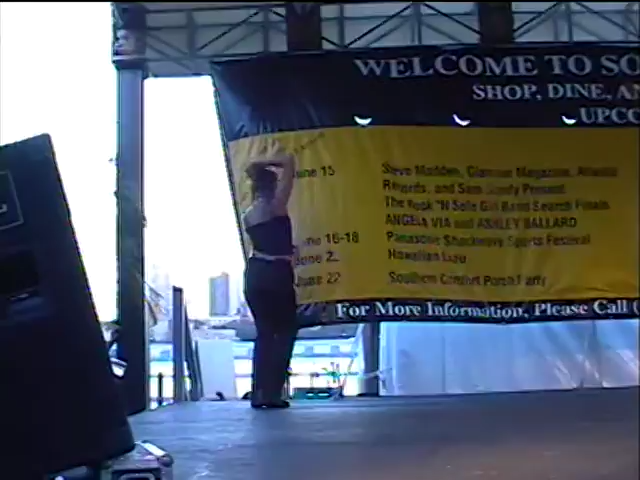 WELCOME TO SO
SHOP, DINE, AN
UPCO
June 15
Steve Madden, Glamour Magazine, Atlantic
Records, and Sam Goody Present
The Rock 'N Sole Girl Band Search Finals
ANGELA VIA and ASHLEY BALLARD
June 16-18
Panasonic Shockwave Sports Festival
June 2
Hawaiian Luau
June 22
Southern Comfort Porch Party
FOR MORE INFORMATION, PLEASE CALL